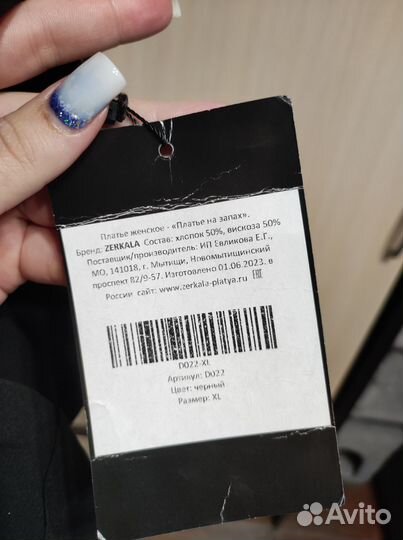 Платье женское - «Платье на запах».
Бренд: ZERKALA Состав: хлопок 50%, вискоза 50%
Поставщик/производитель: ИП Евликова Е.Г.,
МО, 141018, г. Мытищи, Новомытищинский
проспект 82/9-57. Изготовлено 01.06.2023. в
России сайт: www.zerkala-platya.ru EAC
D022-XL
Артикул: D022
Цвет: черный
Размер: XL
Avito